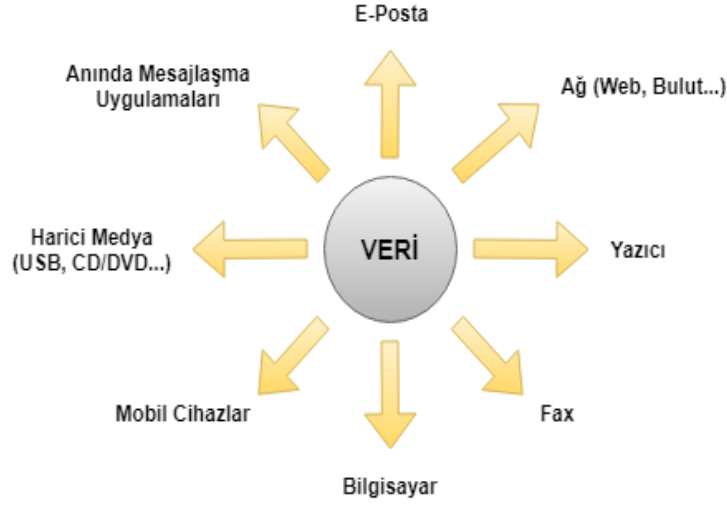 E-Posta
Anında Mesajlaşma
Uygulamaları
Ağ (Web, Bulut...)
Harici Medya
(USB, CD/DVD...)
VERİ
Yazıcı
Mobil Cihazlar
Fax
Bilgisayar